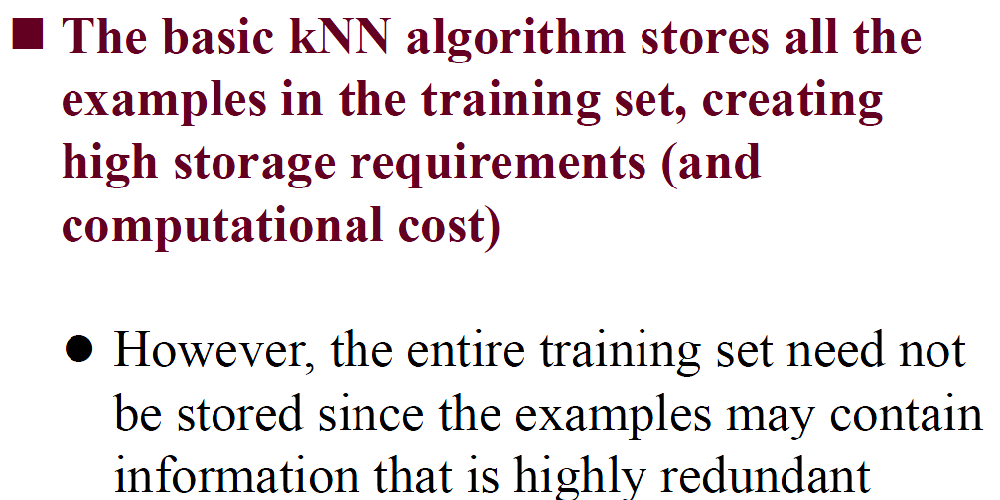 ■ The basic kNN algorithm stores all the
examples in the training set, creating
high storage requirements (and
computational cost)
● However, the entire training set need not
be stored since the examples may contain
information that is highly redundant